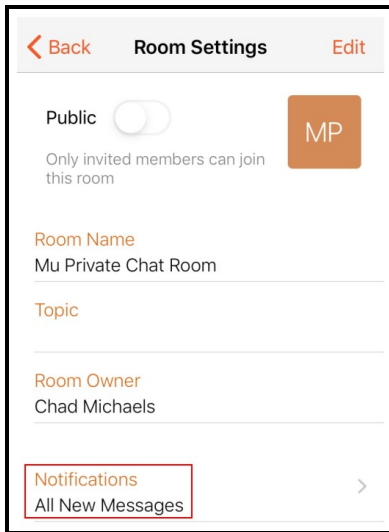 Back Room Settings Edit
Public
MP
Only invited members can join
this room
Room Name
Mu Private Chat Room
Topic
Room Owner
Chad Michaels
Notifications
All New Messages